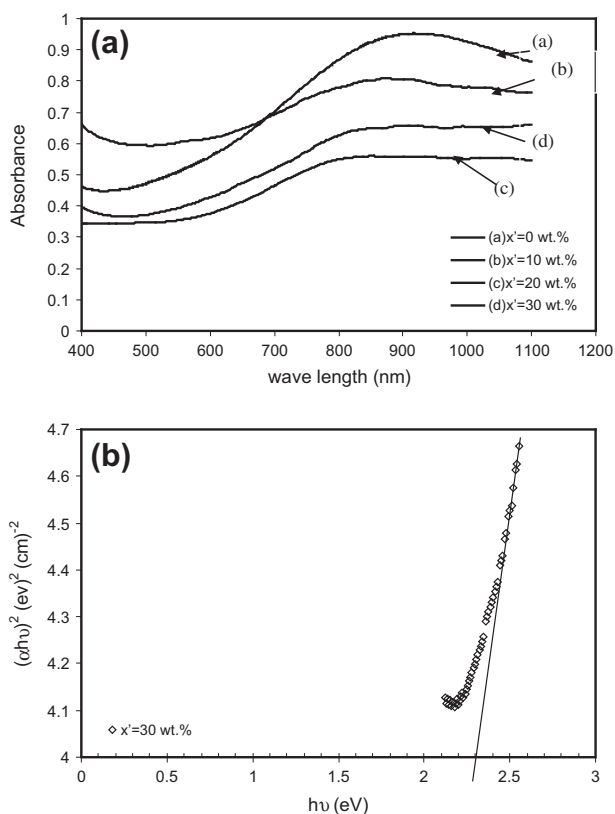 (a)
1
0.9
0.8
0.7
0.6
0.5
0.4
0.3
0.2
0.1
0
Absorbance
(a)
(b)
(d)
(c)
(a)x'=0 wt.%
(b)x'=10 wt.%
(c)x'=20 wt.%
(d)x'=30 wt.%
400 500 600 700 800 900 1000 1100 1200
wave length (nm)
(b)
4.7
4.6
4.5
4.4
4.3
4.2
4.1
4
(αhυ)² (ev)² (cm)⁻²
x'=30 wt.%
0 0.5 1 1.5 2 2.5 3
hυ (eV)